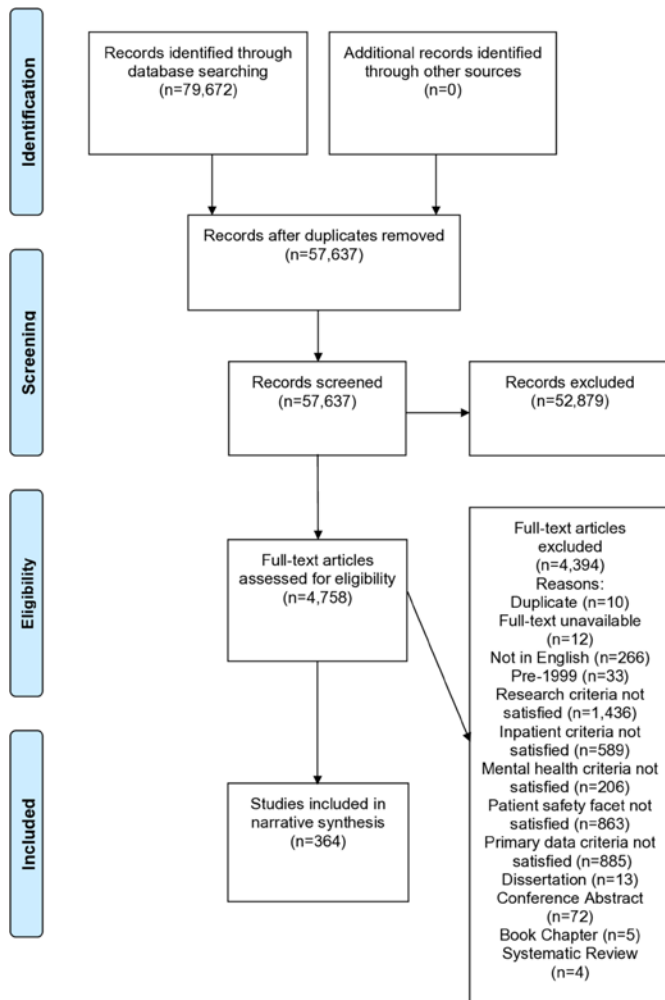 Identification
Records identified through
database searching
(n=79,672)
Additional records identified
through other sources
(n=0)
Records after duplicates removed
(n=57,637)
Screening
Records screened
(n=57,637)
Records excluded
(n=52,879)
Eligibility
Full-text articles
assessed for eligibility
(n=4,758)
Full-text articles
excluded
(n=4,394)
Reasons:
Duplicate (n=10)
Full-text unavailable
(n=12)
Not in English (n=266)
Pre-1999 (n=33)
Research criteria not
satisfied (n=1,436)
Inpatient criteria not
satisfied (n=589)
Mental health criteria not
satisfied (n=206)
Patient safety facet not
satisfied (n=863)
Primary data criteria not
satisfied (n=885)
Dissertation (n=13)
Conference Abstract
(n=72)
Book Chapter (n=5)
Systematic Review
(n=4)
Included
Studies included in
narrative synthesis
(n=364)